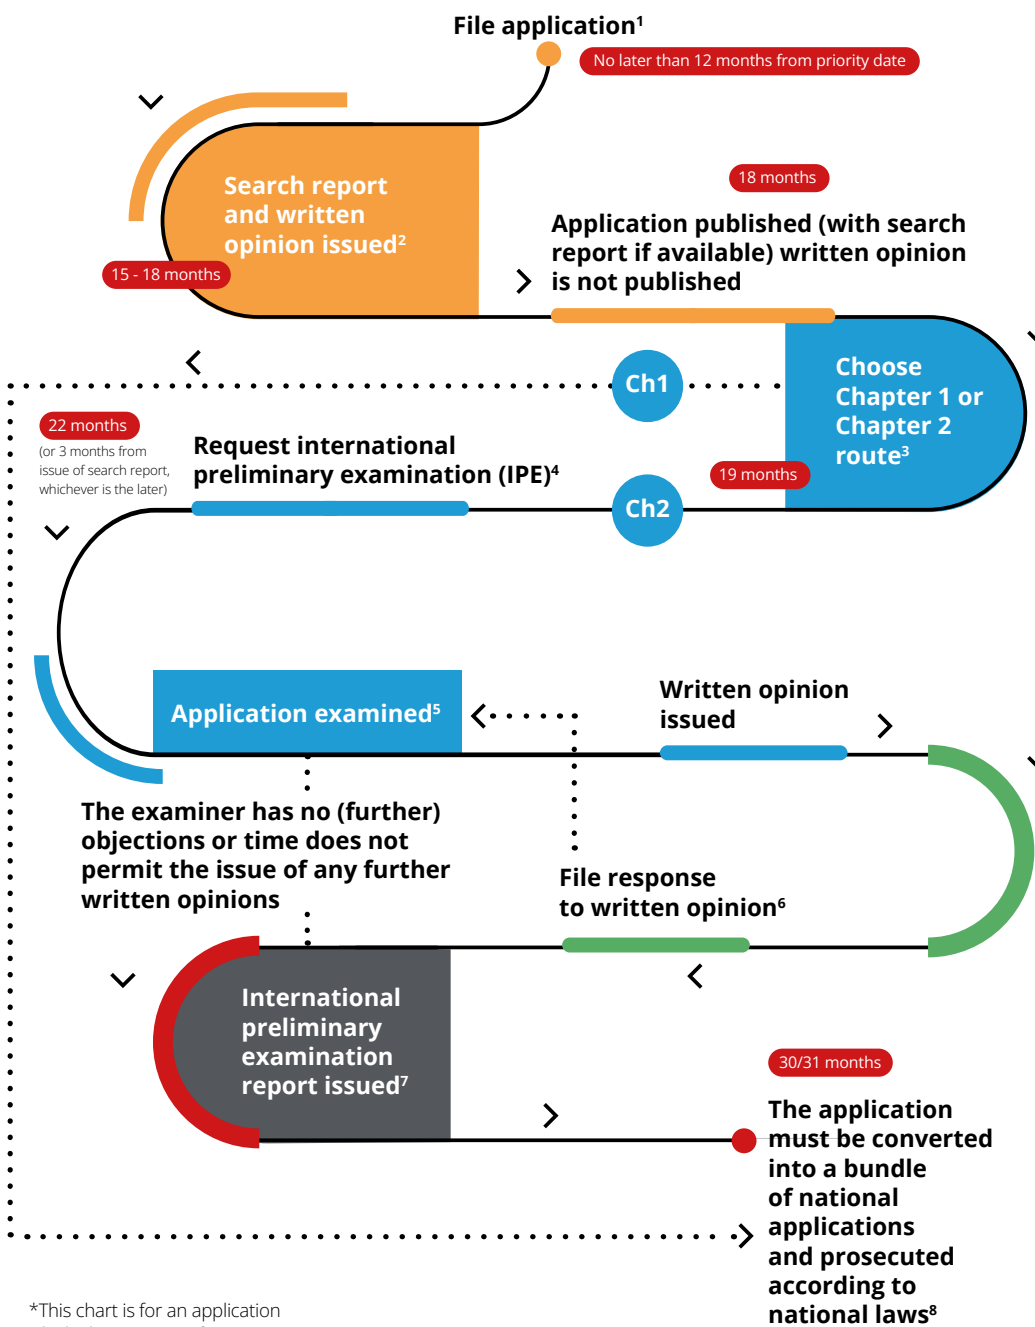 File application¹
No later than 12 months from priority date
Search report
and written
opinion issued²
15 - 18 months
18 months
Application published (with search
report if available) written opinion
is not published
Choose
Chapter 1 or
Chapter 2
route³
Ch1
19 months
Ch2
22 months
(or 3 months from
issue of search report,
whichever is the later)
Request international
preliminary examination (IPE)⁴
Application examined⁵
Written opinion
issued
The examiner has no (further)
objections or time does not
permit the issue of any further
written opinions
File response
to written opinion⁶
International
preliminary
examination
report issued⁷
30/31 months
The application
must be converted
into a bundle
of national
applications
and prosecuted
according to
national laws⁸
*This chart is for an application